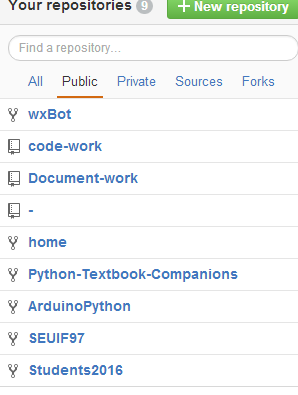 Your repositories 9 + New repository
Find a repository...
All Public Private Sources Forks
wxBot
code-work
Document-work
-
home
Python-Textbook-Companions
ArduinoPython
SEUIF97
Students2016